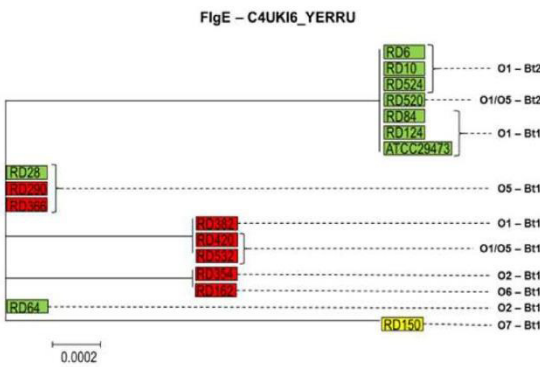 FlgE – C4UKI6_YERRU
RD6
RD10 O1 – Bt2
RD524
RD520 O1/O5 – Bt2
RD84
RD124 O1 – Bt1
ATCC29473
RD28
RD290 O5 – Bt1
RD366
RD382 O1 – Bt1
RD420
O1/O5 – Bt1
RD532
RD354 O2 – Bt1
RD162 O6 – Bt1
RD64 O2 – Bt1
RD150 O7 – Bt1
0.0002